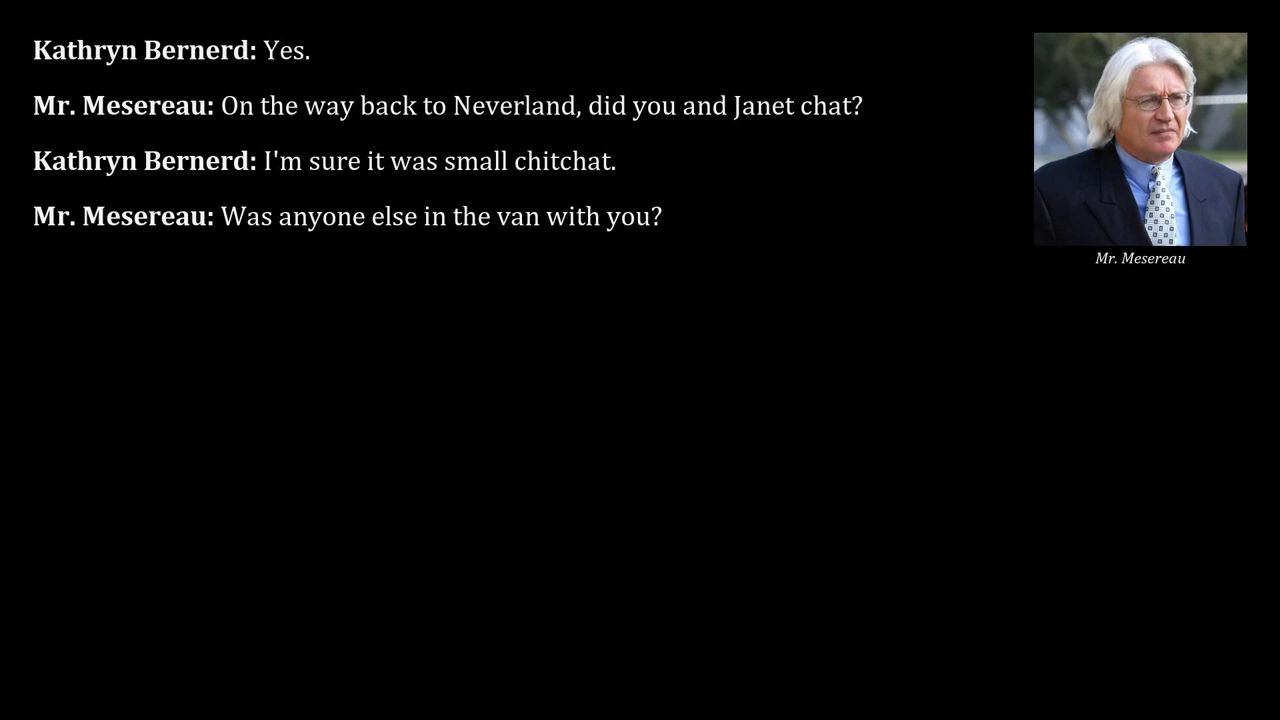 Kathryn Bernerd: Yes.
Mr. Mesereau: On the way back to Neverland, did you and Janet chat?
Kathryn Bernerd: I'm sure it was small chitchat.
Mr. Mesereau: Was anyone else in the van with you?
Mr. Mesereau